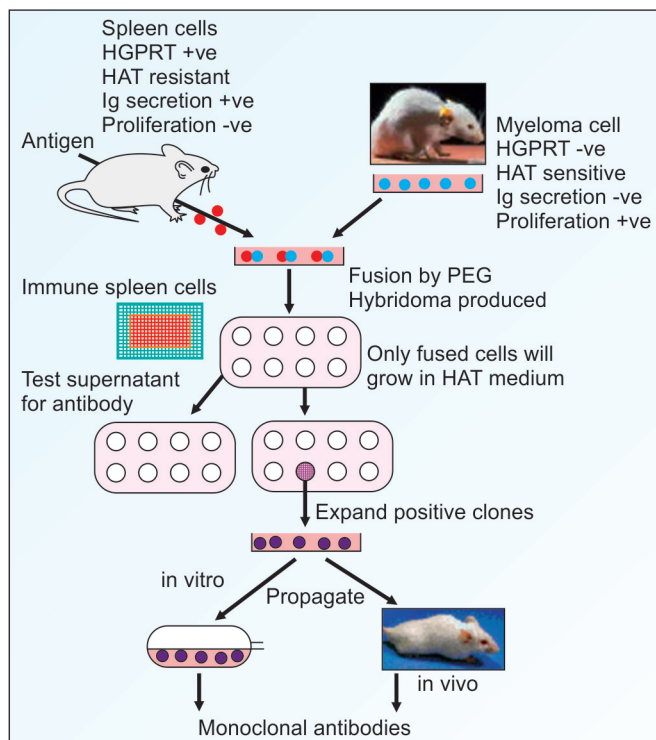 Spleen cells
HGPRT +ve
HAT resistant
Ig secretion +ve
Proliferation -ve
Antigen
Myeloma cell
HGPRT -ve
HAT sensitive
Ig secretion -ve
Proliferation +ve
Immune spleen cells
Fusion by PEG
Hybridoma produced
Only fused cells will
grow in HAT medium
Test supernatant
for antibody
Expand positive clones
in vitro
Propagate
in vivo
Monoclonal antibodies